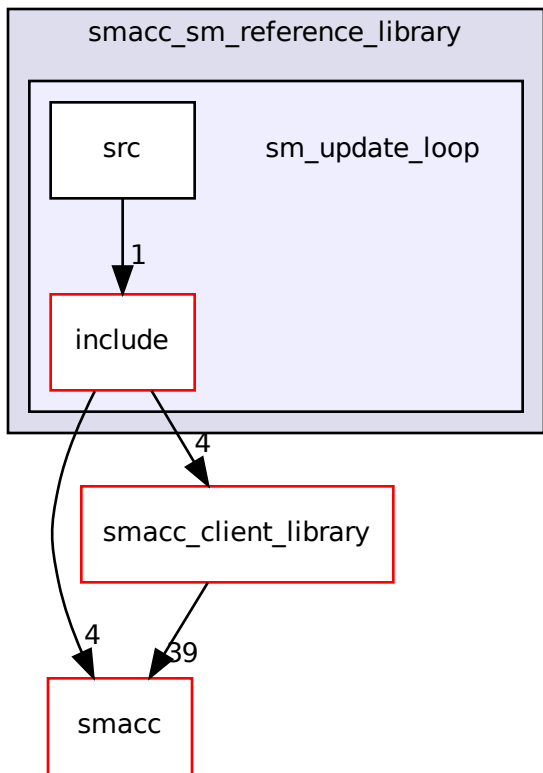 smacc_sm_reference_library
src
sm_update_loop
1
include
4
smacc_client_library
4
39
smacc